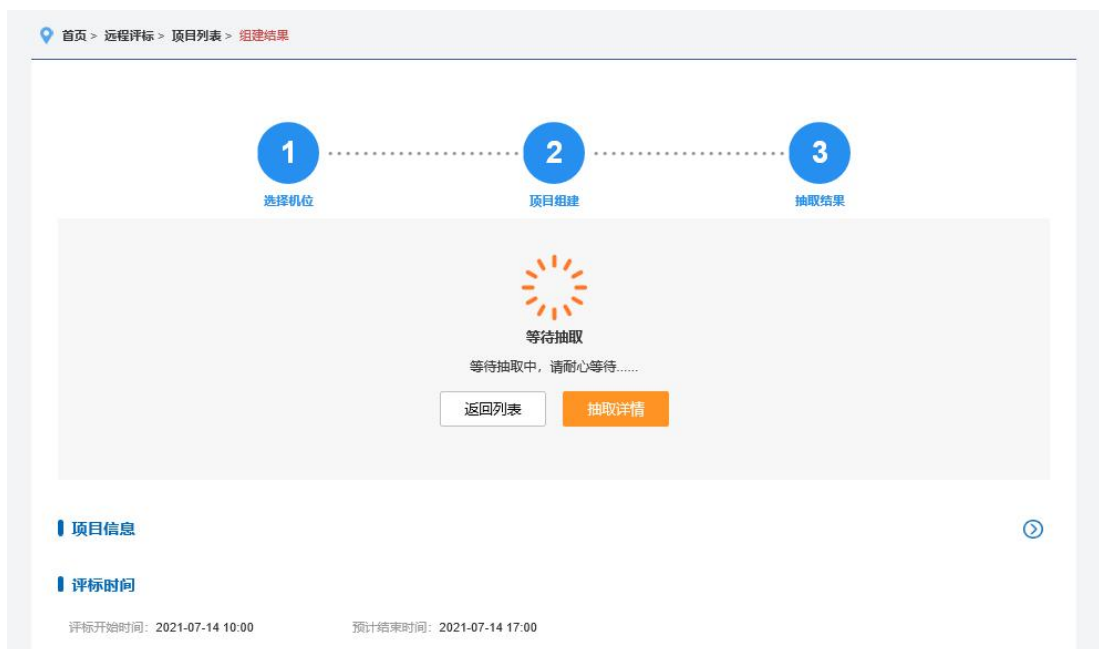 首页 > 远程评标 > 顶目列表 > 组建结果
1
2
3
选择机位
项目组建
抽取结果
等待抽取
等待抽取中，请耐心等待......
返回列表
抽取详情
项目信息
评标时间
评标开始时间：2021-07-14 10:00
预计结束时间：2021-07-14 17:00